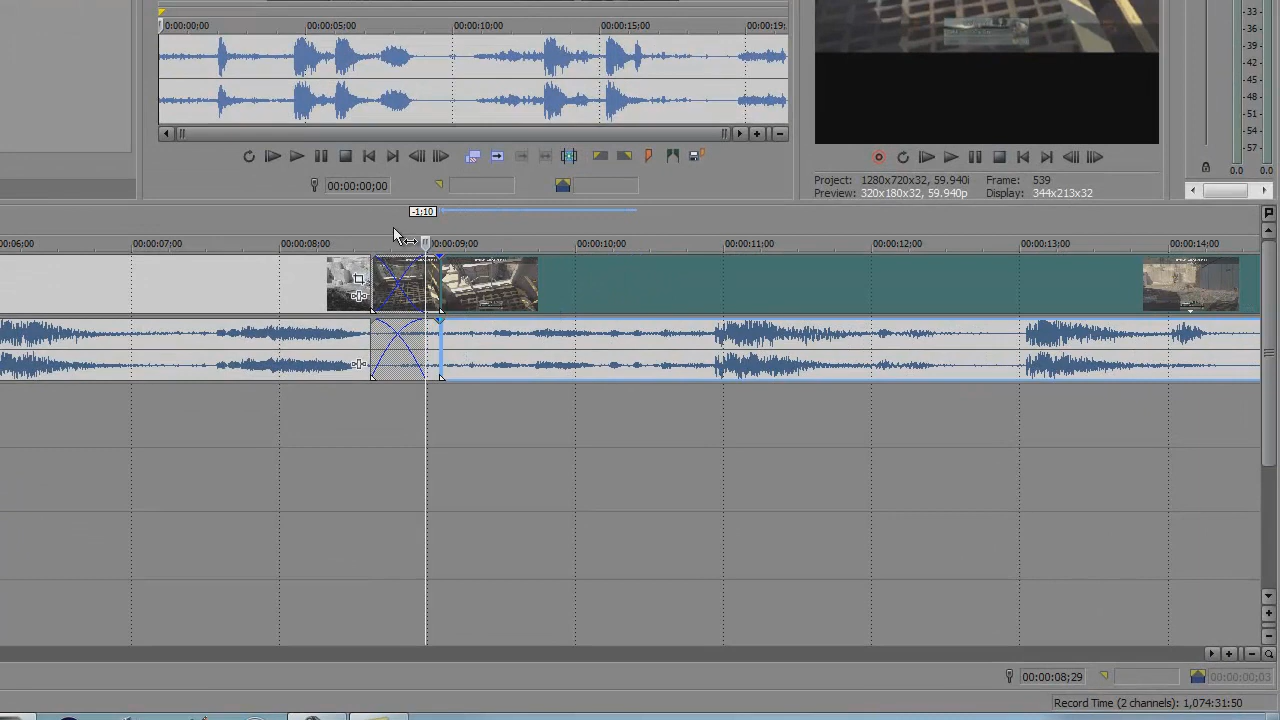 0:00:00;00 00:00:05;00 00:00:10;00 00:00:15;00 00:00:19;
-33
-36
-39
-42
-45
-48
-51
-54
-57
0.0 0.0
00:00:00;00
Project: 1280x720x32, 59.940i Frame: 539
Preview: 320x180x32, 59.940p Display: 344x213x32
-1;10
0:06;00 00:00:07;00 00:00:08;00 00:00:09;00 00:00:10;00 00:00:11;00 00:00:12;00 00:00:13;00 00:00:14;00
00:00:08;29 00:00:00;03
Record Time (2 channels): 1,074:31:50